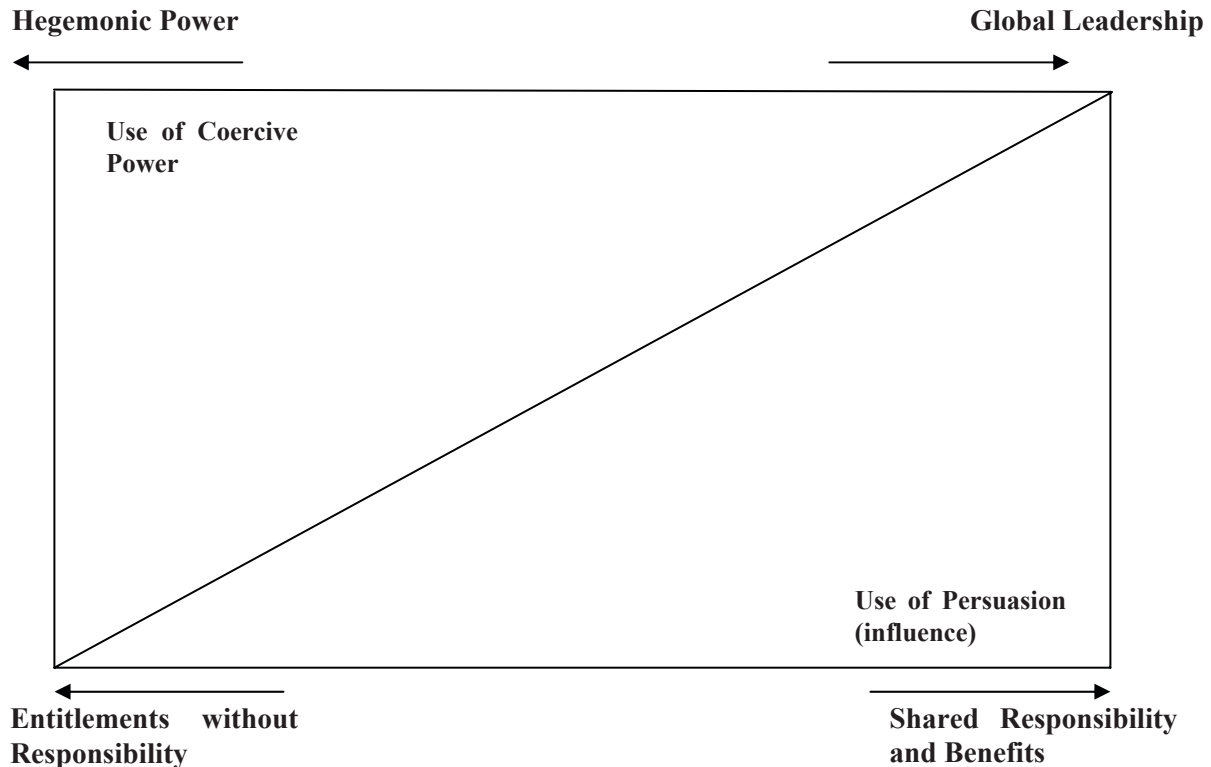 Hegemonic Power
Global Leadership
Use of Coercive
Power
Use of Persuasion
(influence)
Entitlements without
Responsibility
Shared Responsibility
and Benefits